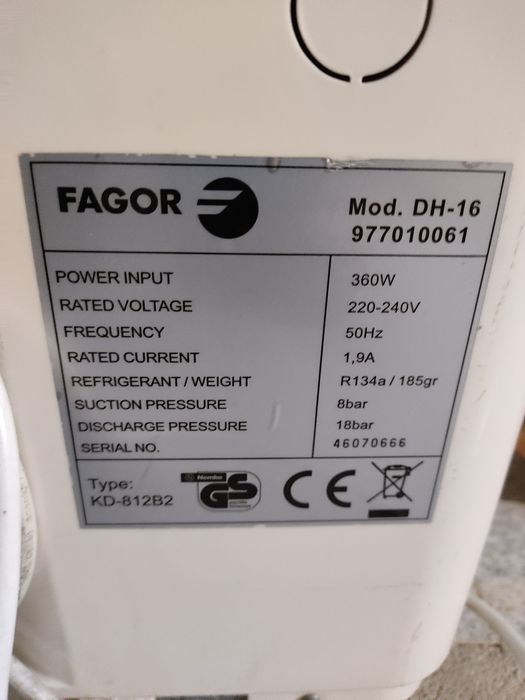 FAGOR
Mod. DH-16
977010061
POWER INPUT 360W
RATED VOLTAGE 220-240V
FREQUENCY 50Hz
RATED CURRENT 1,9A
REFRIGERANT / WEIGHT R134a / 185gr
SUCTION PRESSURE 8bar
DISCHARGE PRESSURE 18bar
SERIAL NO. 46070666
Type:
KD-812B2
Nemko
GS
CE